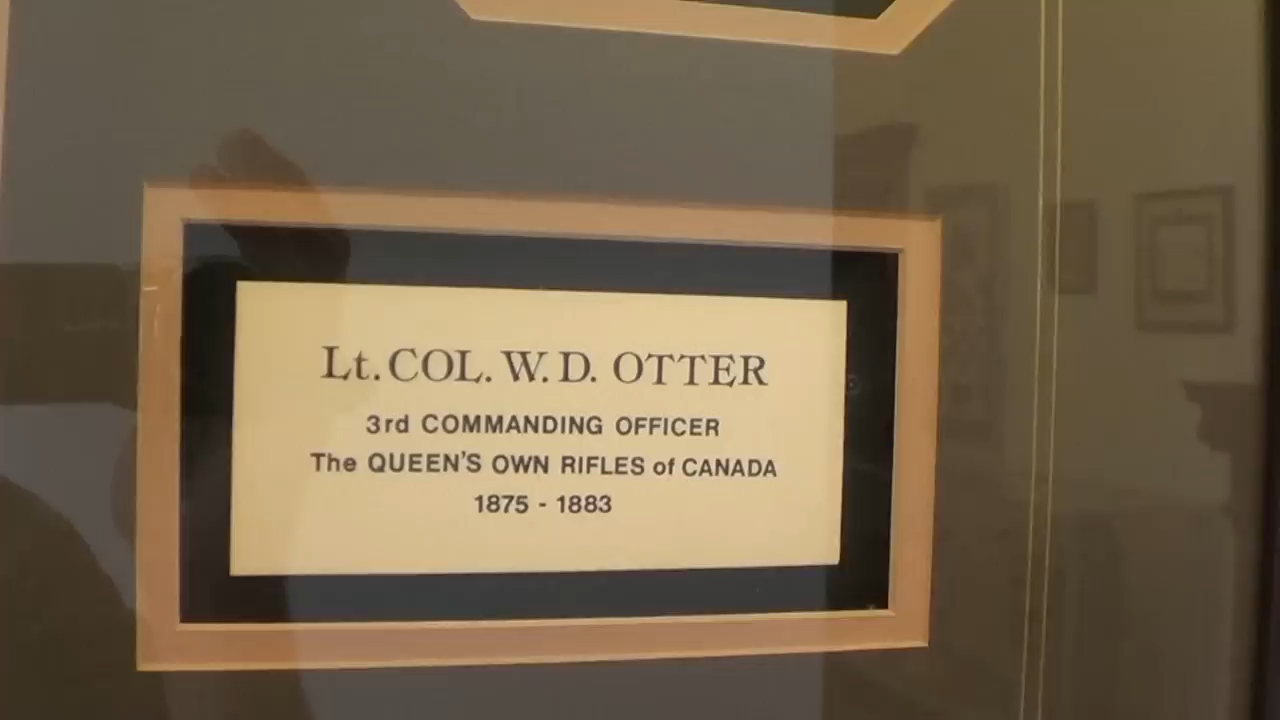 Lt. COL. W. D. OTTER
3rd COMMANDING OFFICER
The QUEEN'S OWN RIFLES of CANADA
1875 - 1883